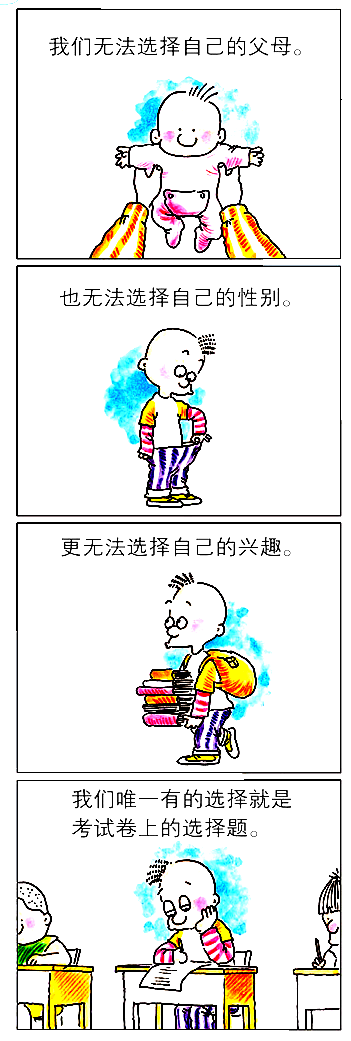 我们无法选择自己的父母。
也无法选择自己的性别。
更无法选择自己的兴趣。
我们唯一有的选择就是
考试卷上的选择题。